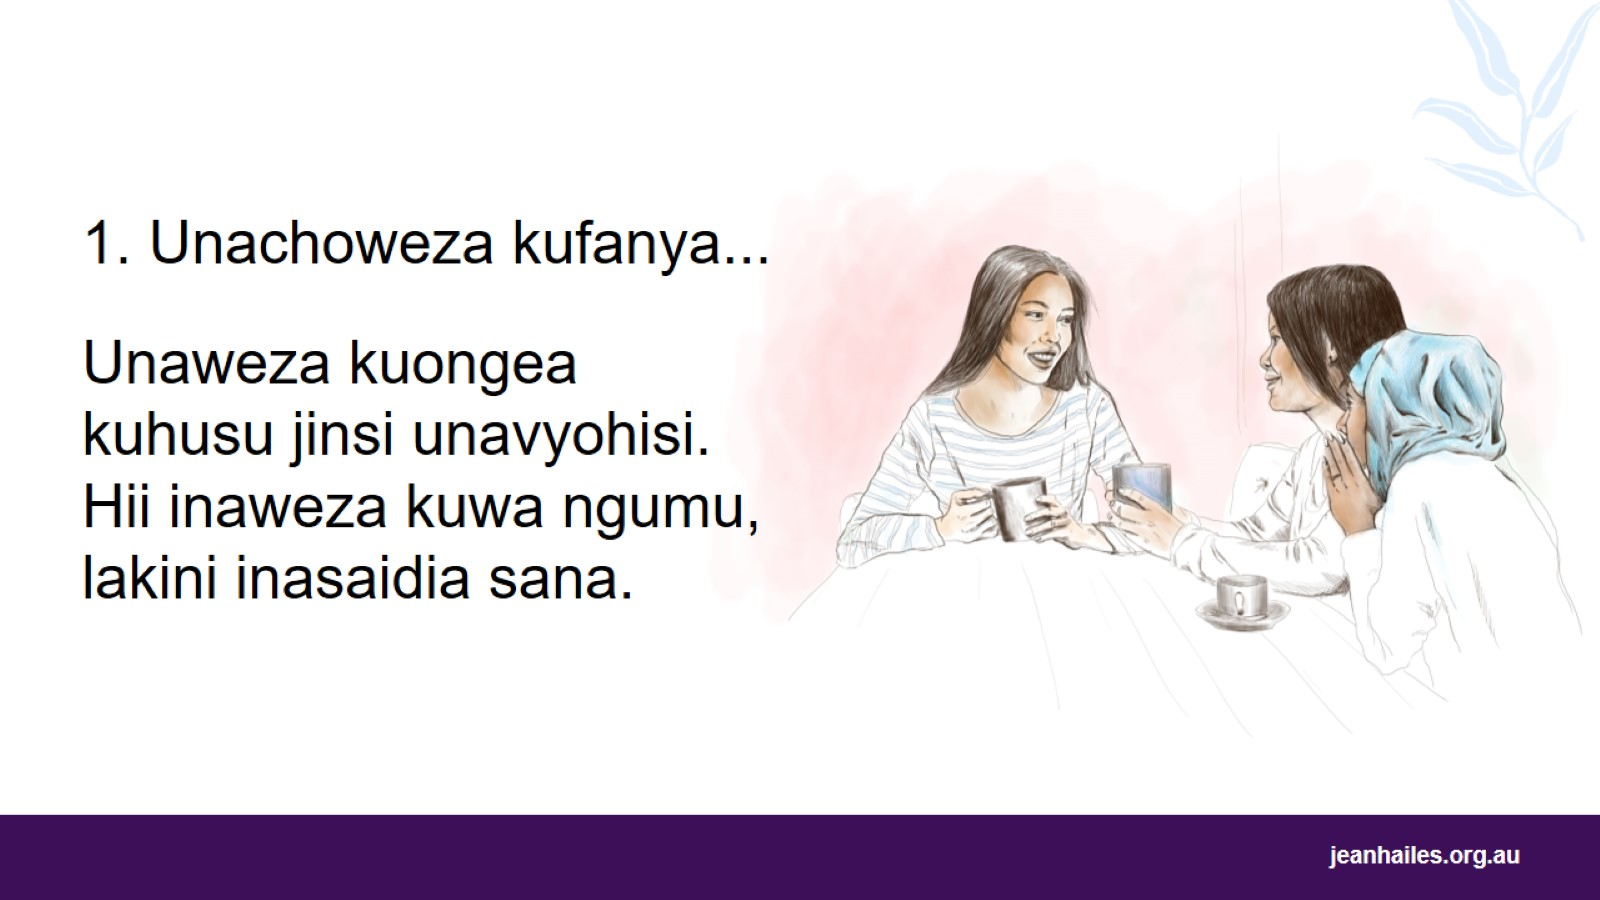 1. Unachoweza kufanya...
Unaweza kuongea
kuhusu jinsi unavyohisi.
Hii inaweza kuwa ngumu,
lakini inasaidia sana.
jeanhailes.org.au